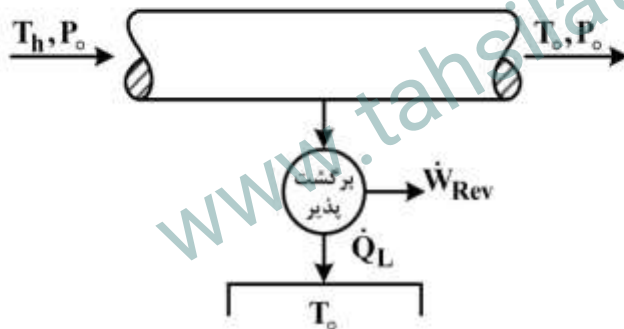 T_h, P_o
T_o, P_o
برگشت
پذیر
Ẇ_Rev
Q̇_L
T_o
www.tahsila